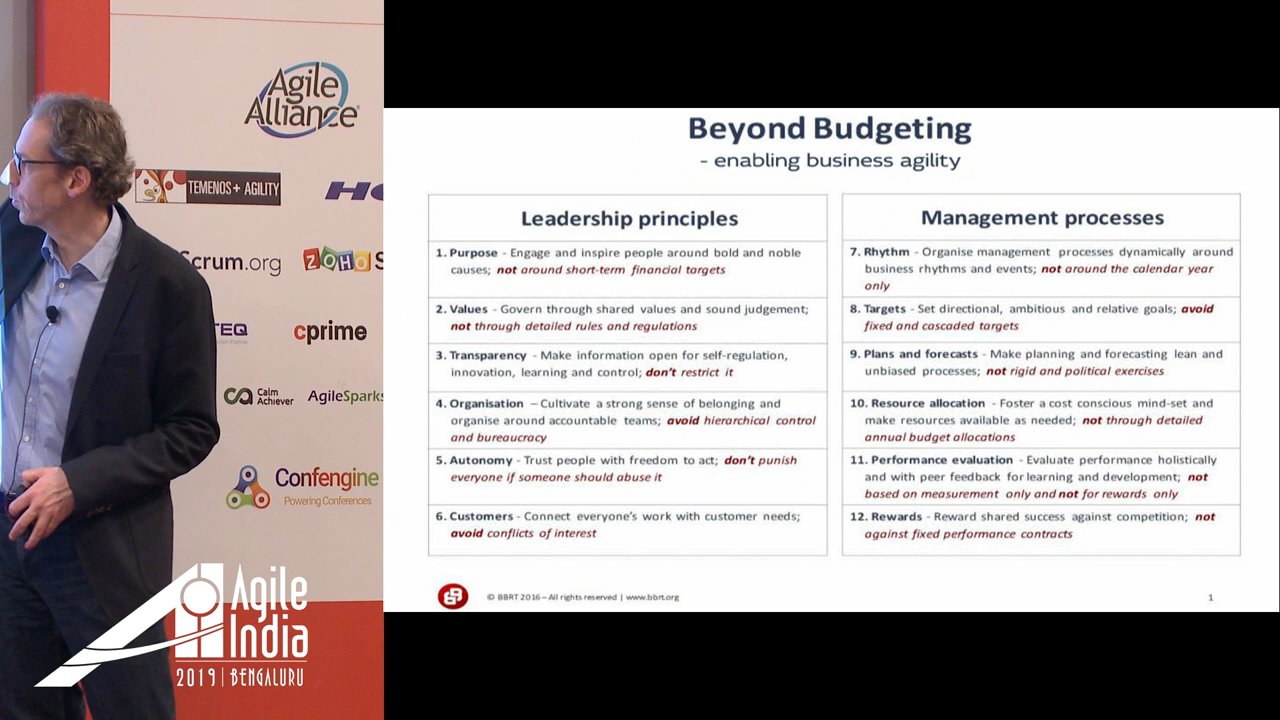 Agile
Alliance
TEMENOS+ AGILITY
Scrum.org
ZOHO S
TEQ
cprime
Calm
Achiever
AgileSparks
Confengine
Powering Conferences
Agile
India
2019 | BENGALURU
Beyond Budgeting
- enabling business agility
Leadership principles
1. Purpose - Engage and inspire people around bold and noble
causes; not around short-term financial targets
2. Values - Govern through shared values and sound judgement;
not through detailed rules and regulations
3. Transparency - Make information open for self-regulation,
innovation, learning and control; don't restrict it
4. Organisation – Cultivate a strong sense of belonging and
organise around accountable teams; avoid hierarchical control
and bureaucracy
5. Autonomy - Trust people with freedom to act; don't punish
everyone if someone should abuse it
6. Customers - Connect everyone's work with customer needs;
avoid conflicts of interest
Management processes
7. Rhythm - Organise management processes dynamically around
business rhythms and events; not around the calendar year
only
8. Targets - Set directional, ambitious and relative goals; avoid
fixed and cascaded targets
9. Plans and forecasts - Make planning and forecasting lean and
unbiased processes; not rigid and political exercises
10. Resource allocation - Foster a cost conscious mind-set and
make resources available as needed; not through detailed
annual budget allocations
11. Performance evaluation - Evaluate performance holistically
and with peer feedback for learning and development; not
based on measurement only and not for rewards only
12. Rewards - Reward shared success against competition; not
against fixed performance contracts
© BBRT 2016 – All rights reserved | www.bbrt.org
1